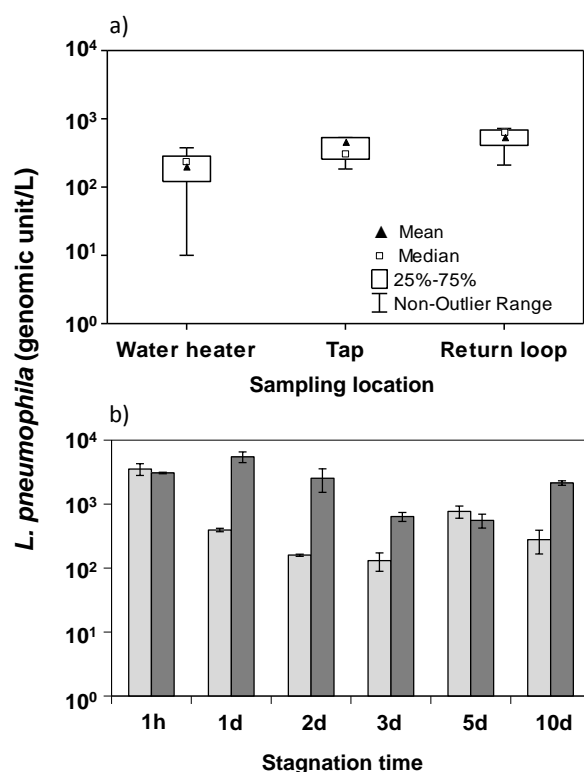 a)
10⁴
10³
10²
10¹
10⁰
Mean
Median
25%-75%
Non-Outlier Range
Water heater Tap Return loop
Sampling location
L. pneumophila (genomic unit/L)
b)
10⁴
10³
10²
10¹
10⁰
1h 1d 2d 3d 5d 10d
Stagnation time